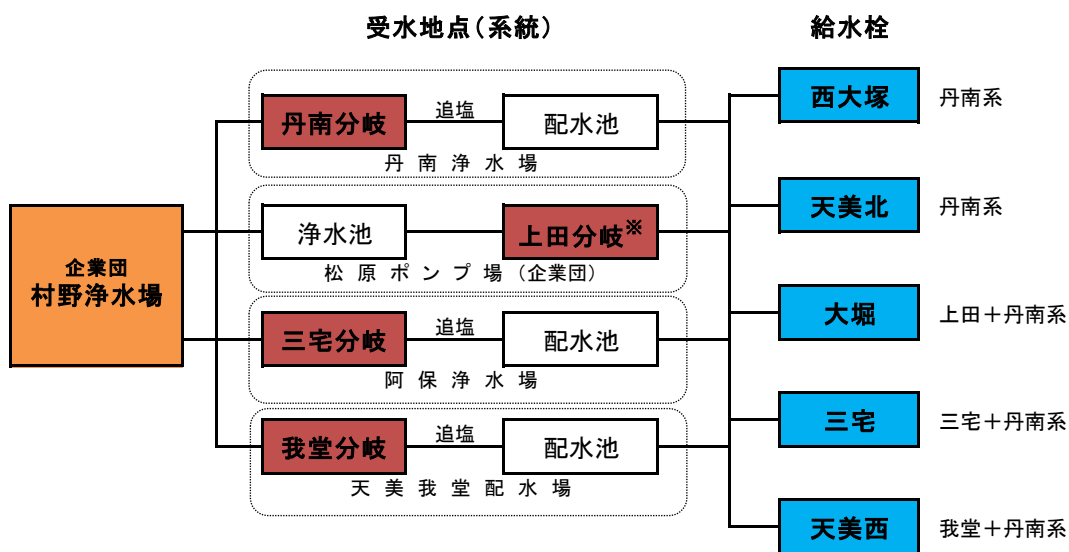 受水地点（系統）
給水栓
企業団
村野浄水場
丹南分岐
追塩
配水池
丹南浄水場
浄水池
上田分岐※
松原ポンプ場（企業団）
三宅分岐
追塩
配水池
阿保浄水場
我堂分岐
追塩
配水池
天美我堂配水場
西大塚
丹南系
天美北
丹南系
大堀
上田＋丹南系
三宅
三宅＋丹南系
天美西
我堂＋丹南系